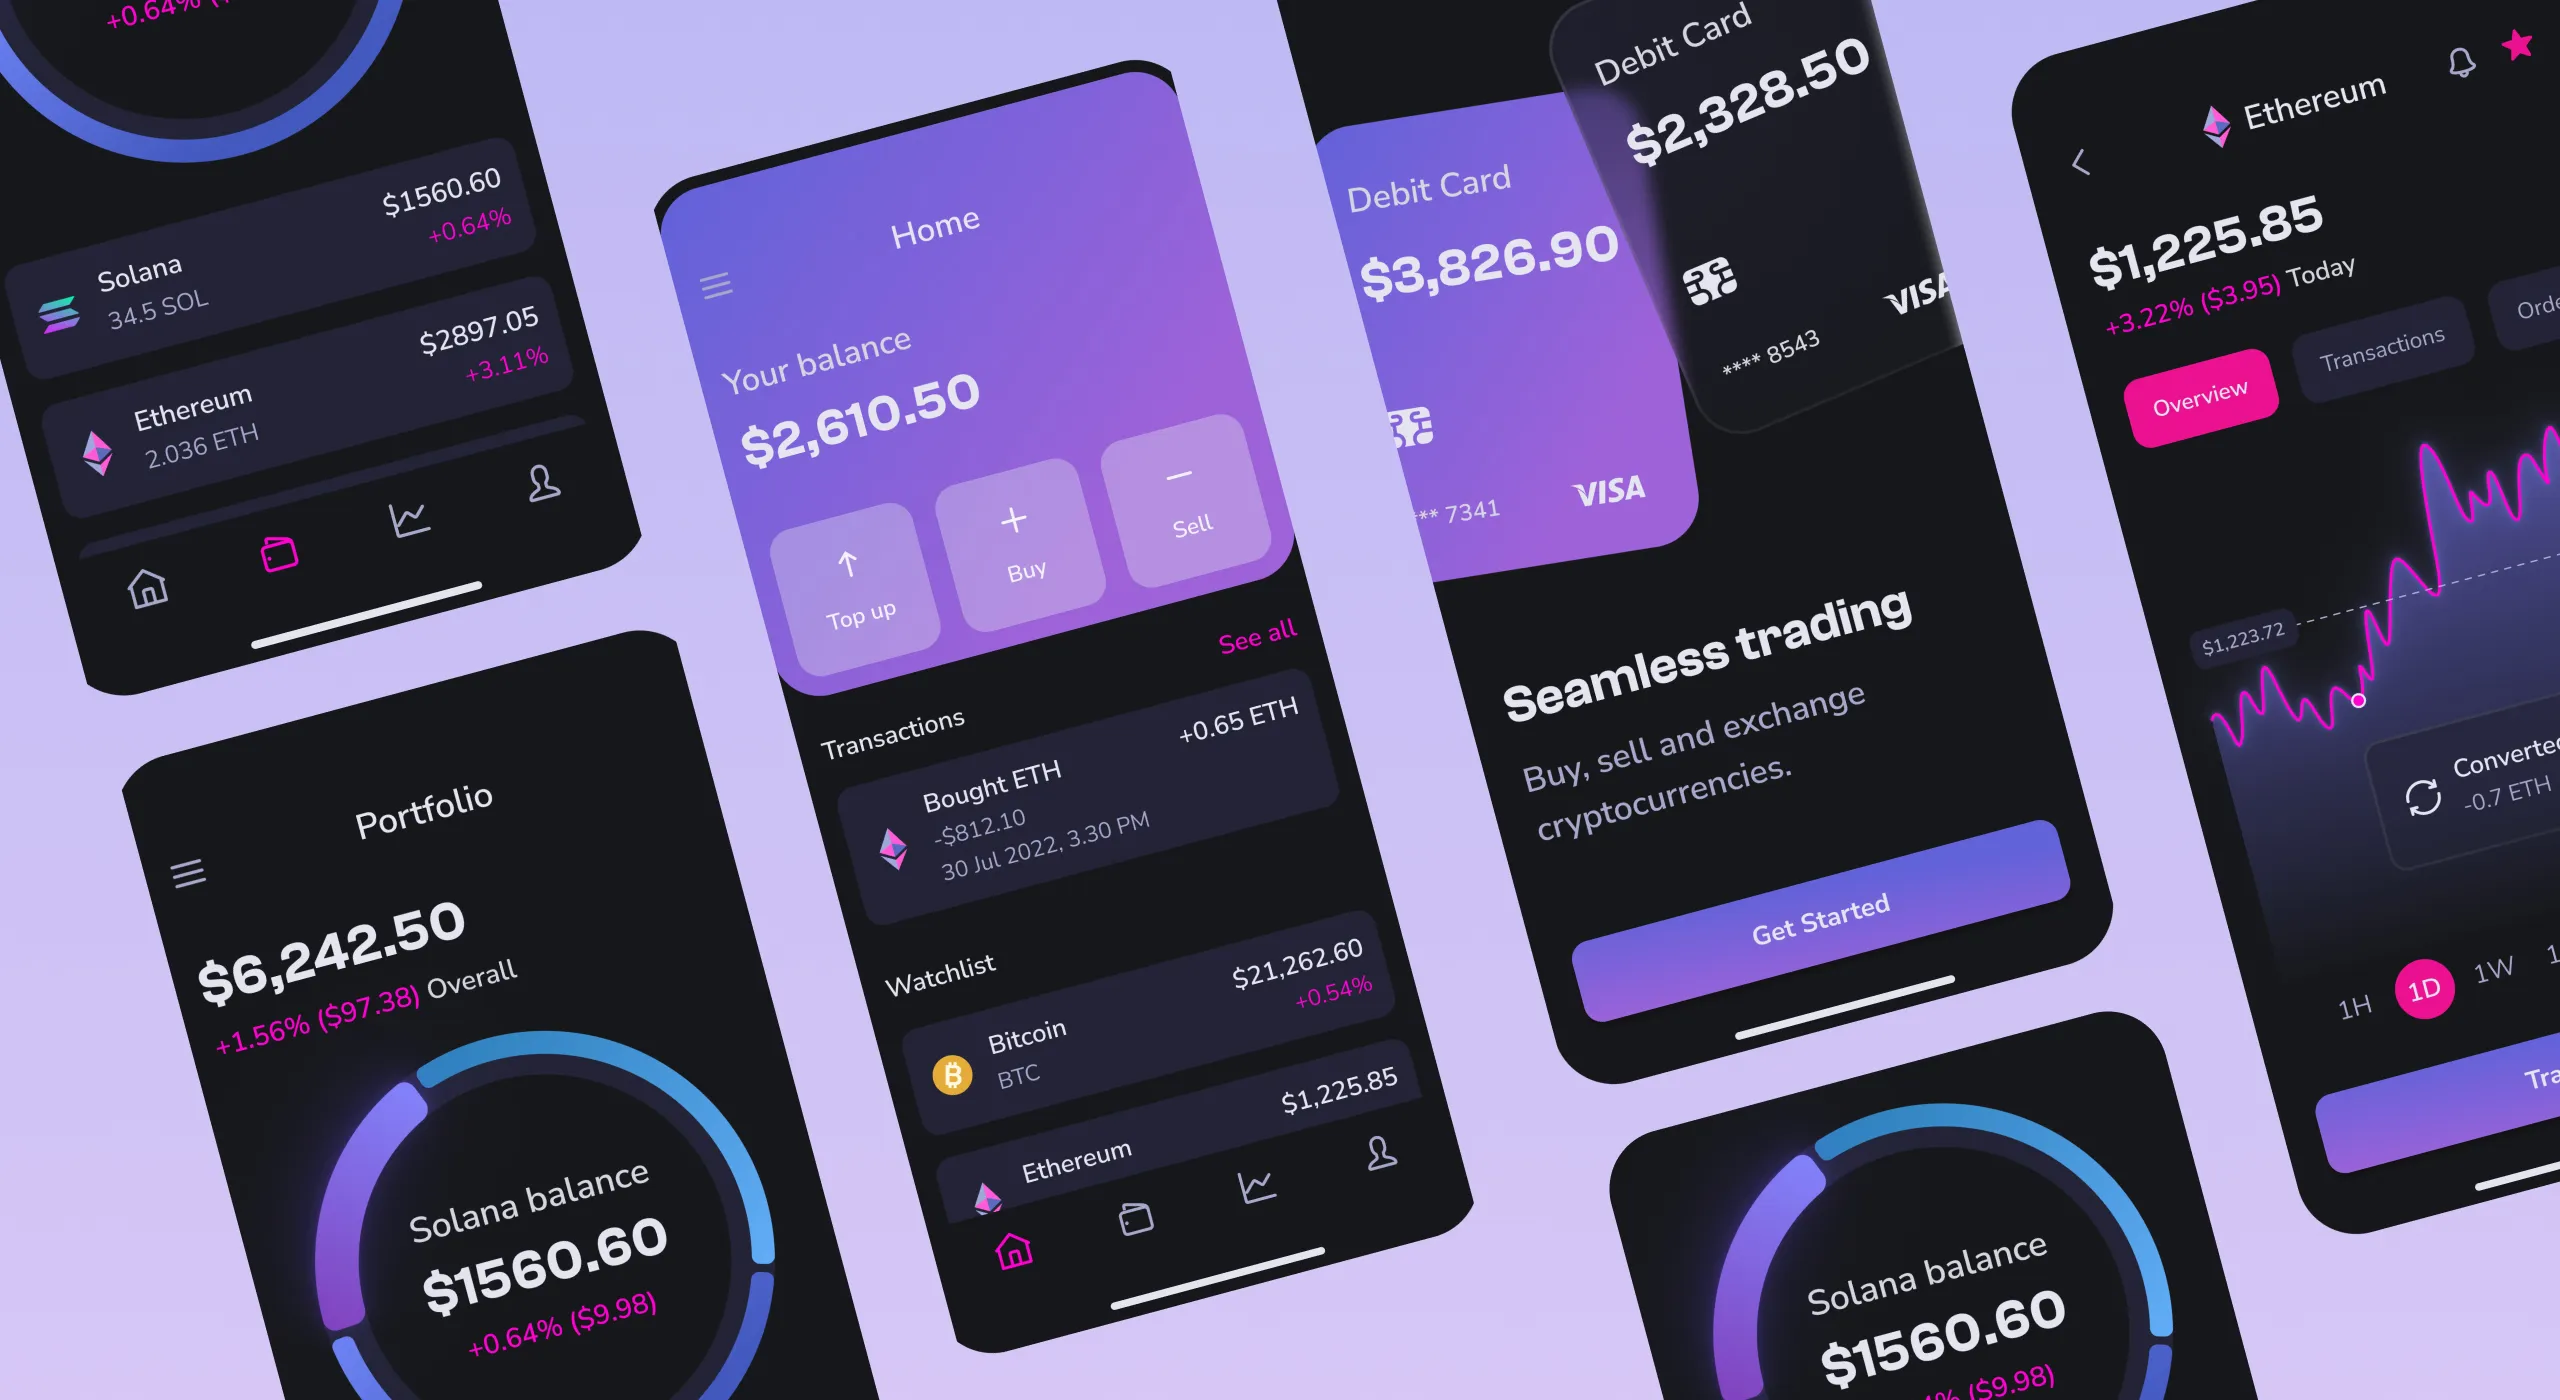 +0.64%
Solana
34.5 SOL
$1560.60
+0.64%
Ethereum
2.036 ETH
$2897.05
+3.11%
Portfolio
$6,242.50
+1.56% ($97.38) Overall
Solana balance
$1560.60
+0.64% ($9.98)
Home
Your balance
$2,610.50
Top up
Buy
Sell
Transactions
See all
Bought ETH
+0.65 ETH
-$812.10
30 Jul 2022, 3.30 PM
Watchlist
Bitcoin
BTC
$21,262.60
+0.54%
Ethereum
$1,225.85
Debit Card
$3,826.90
** 7341
VISA
Debit Card
$2,328.50
**** 8543
VISA
Seamless trading
Buy, sell and exchange
cryptocurrencies.
Get Started
Solana balance
$1560.60
($9.98)
Ethereum
$1,225.85
+3.22% ($3.95) Today
Overview
Transactions
$1,223.72
Converted
-0.7 ETH
1H
1D
1W